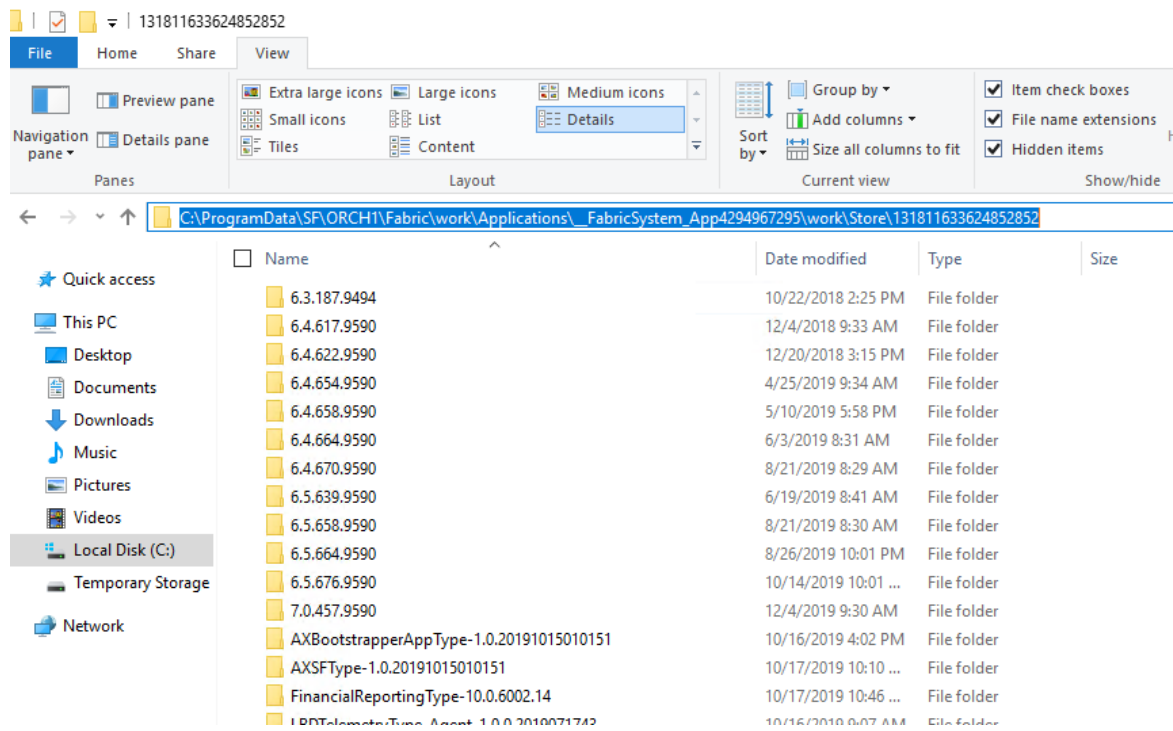 131811633624852852
File Home Share View
Navigation pane
Preview pane
Details pane
Panes
Extra large icons Large icons Medium icons
Small icons List Details
Tiles Content
Layout
Sort by
Group by
Add columns
Size all columns to fit
Current view
Item check boxes
File name extensions
Hidden items
Show/hide
C:\ProgramData\SF\ORCH1\Fabric\work\Applications\__FabricSystem_App4294967295\work\Store\131811633624852852
Quick access
This PC
Desktop
Documents
Downloads
Music
Pictures
Videos
Local Disk (C:)
Temporary Storage
Network
Name Date modified Type Size
6.3.187.9494 10/22/2018 2:25 PM File folder
6.4.617.9590 12/4/2018 9:33 AM File folder
6.4.622.9590 12/20/2018 3:15 PM File folder
6.4.654.9590 4/25/2019 9:34 AM File folder
6.4.658.9590 5/10/2019 5:58 PM File folder
6.4.664.9590 6/3/2019 8:31 AM File folder
6.4.670.9590 8/21/2019 8:29 AM File folder
6.5.639.9590 6/19/2019 8:41 AM File folder
6.5.658.9590 8/21/2019 8:30 AM File folder
6.5.664.9590 8/26/2019 10:01 PM File folder
6.5.676.9590 10/14/2019 10:01 ... File folder
7.0.457.9590 12/4/2019 9:30 AM File folder
AXBootstrapperAppType-1.0.20191015010151 10/16/2019 4:02 PM File folder
AXSFType-1.0.20191015010151 10/17/2019 10:10 ... File folder
FinancialReportingType-10.0.6002.14 10/17/2019 10:46 ... File folder
10/16/2019 9:07 AM File folder